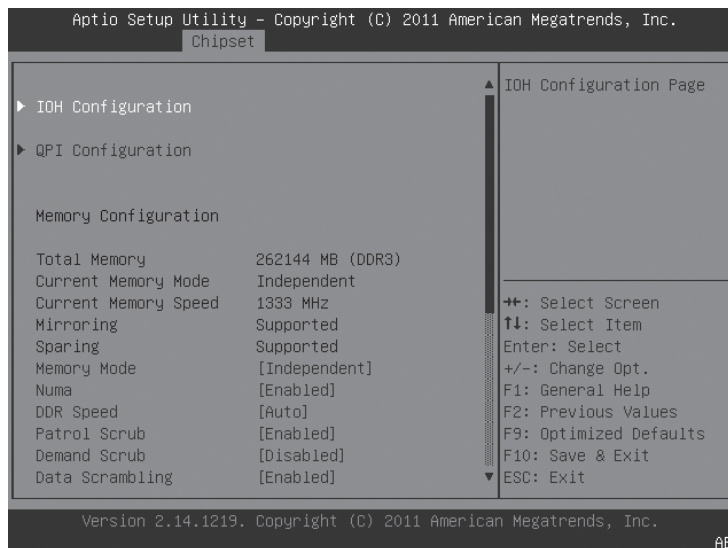 Aptio Setup Utility – Copyright (C) 2011 American Megatrends, Inc.
Chipset
IOH Configuration
QPI Configuration
Memory Configuration
Total Memory 262144 MB (DDR3)
Current Memory Mode Independent
Current Memory Speed 1333 MHz
Mirroring Supported
Sparing Supported
Memory Mode [Independent]
Numa [Enabled]
DDR Speed [Auto]
Patrol Scrub [Enabled]
Demand Scrub [Disabled]
Data Scrambling [Enabled]
IOH Configuration Page
→←: Select Screen
↑↓: Select Item
Enter: Select
+/-: Change Opt.
F1: General Help
F2: Previous Values
F9: Optimized Defaults
F10: Save & Exit
ESC: Exit
Version 2.14.1219. Copyright (C) 2011 American Megatrends, Inc.